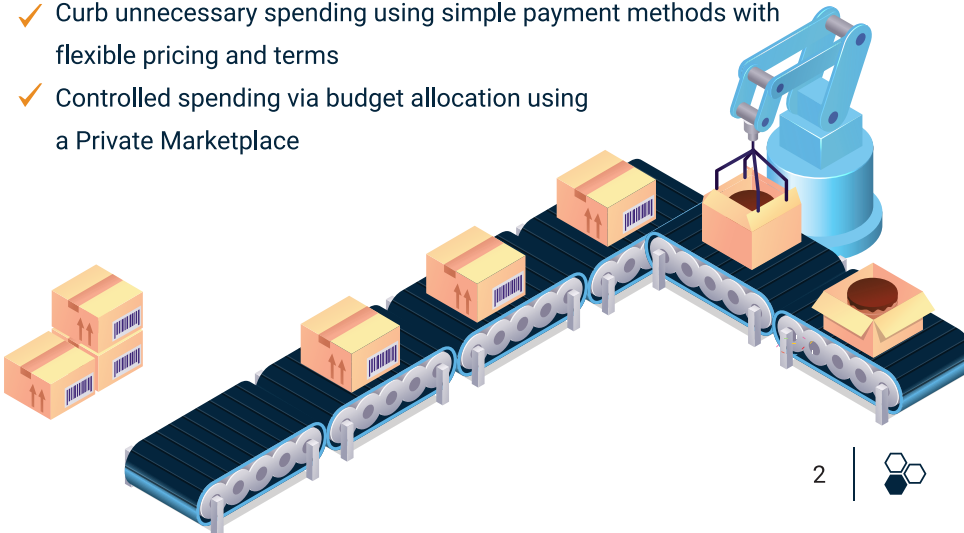 Curb unnecessary spending using simple payment methods with
flexible pricing and terms
Controlled spending via budget allocation using
a Private Marketplace
2